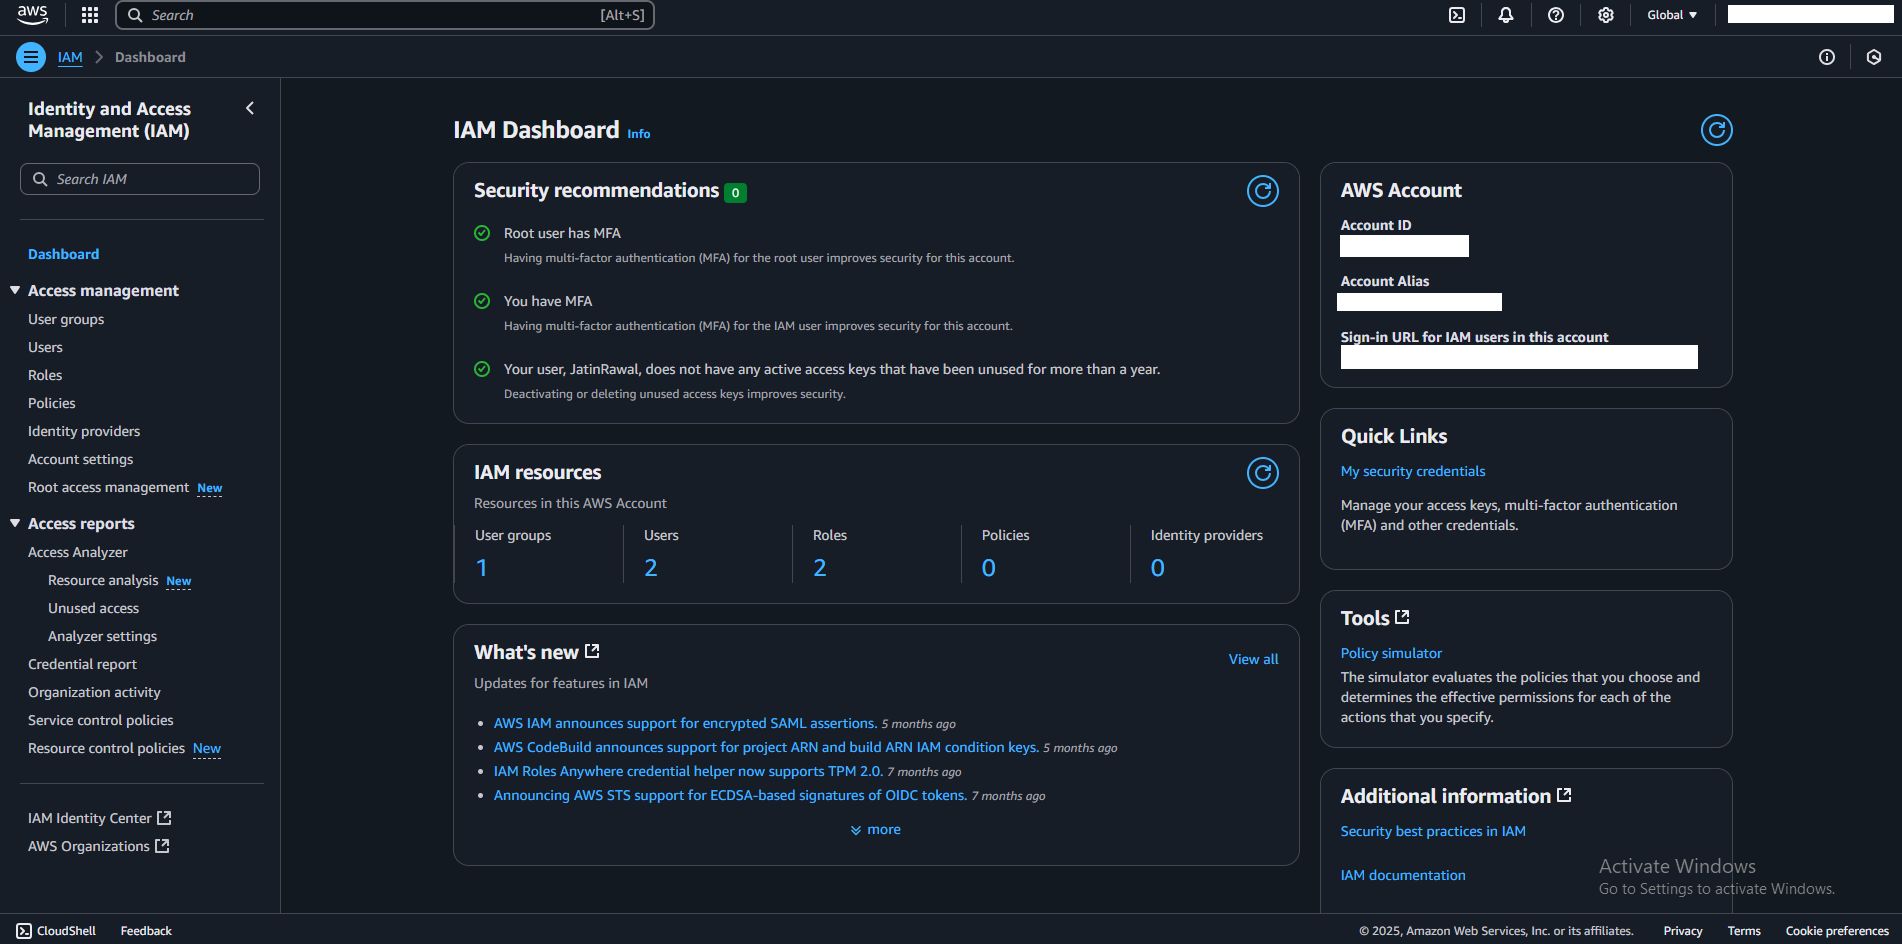 aws
Search [Alt+S]
Global
IAM
Dashboard
Identity and Access
Management (IAM)
Search IAM
Dashboard
Access management
User groups
Users
Roles
Policies
Identity providers
Account settings
Root access management New
Access reports
Access Analyzer
Resource analysis New
Unused access
Analyzer settings
Credential report
Organization activity
Service control policies
Resource control policies New
IAM Identity Center
AWS Organizations
IAM Dashboard Info
Security recommendations 0
Root user has MFA
Having multi-factor authentication (MFA) for the root user improves security for this account.
You have MFA
Having multi-factor authentication (MFA) for the IAM user improves security for this account.
Your user, JatinRawal, does not have any active access keys that have been unused for more than a year.
Deactivating or deleting unused access keys improves security.
IAM resources
Resources in this AWS Account
User groups Users Roles Policies Identity providers
1 2 2 0 0
What's new
View all
Updates for features in IAM
AWS IAM announces support for encrypted SAML assertions. 5 months ago
AWS CodeBuild announces support for project ARN and build ARN IAM condition keys. 5 months ago
IAM Roles Anywhere credential helper now supports TPM 2.0. 7 months ago
Announcing AWS STS support for ECDSA-based signatures of OIDC tokens. 7 months ago
more
AWS Account
Account ID
Account Alias
Sign-in URL for IAM users in this account
Quick Links
My security credentials
Manage your access keys, multi-factor authentication
(MFA) and other credentials.
Tools
Policy simulator
The simulator evaluates the policies that you choose and
determines the effective permissions for each of the
actions that you specify.
Additional information
Security best practices in IAM
IAM documentation
Activate Windows
Go to Settings to activate Windows.
CloudShell Feedback
© 2025, Amazon Web Services, Inc. or its affiliates. Privacy Terms Cookie preferences